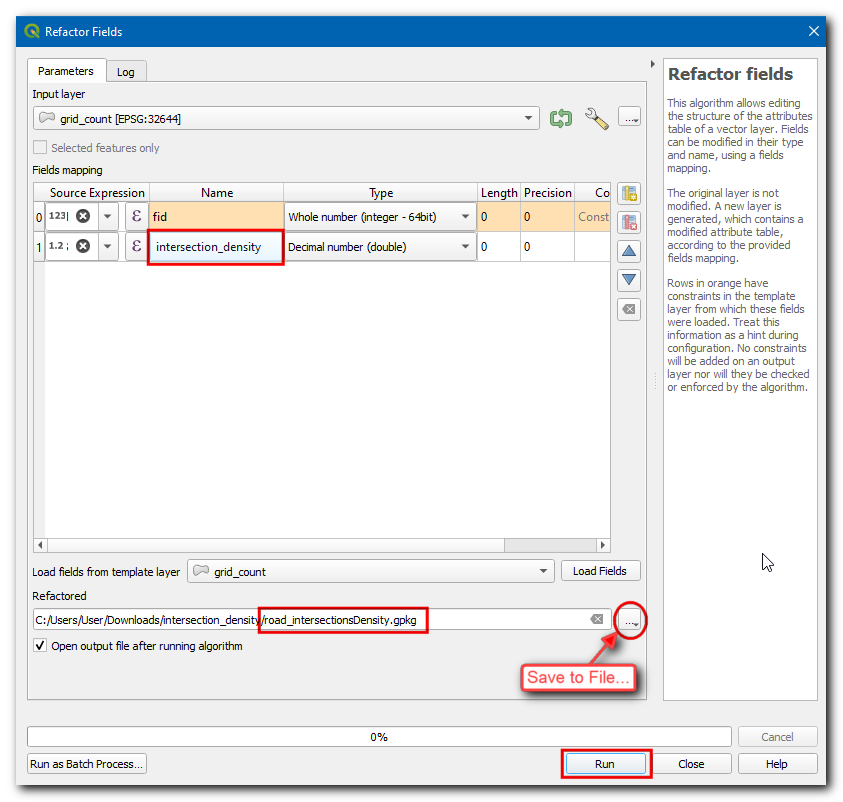 Refactor Fields
Parameters
Log
Input layer
grid_count [EPSG:32644]
...
Selected features only
Fields mapping
Source Expression Name Type Length Precision Co
0 123 ε fid Whole number (integer - 64bit) 0 0 Const
1 1.2 ε intersection_density Decimal number (double) 0 0
Load fields from template layer grid_count Load Fields
Refactored
C:/Users/User/Downloads/intersection_density/road_intersectionsDensity.gpkg ...
Open output file after running algorithm
Save to File...
0%
Cancel
Run as Batch Process...
Run
Close
Help
Refactor fields
This algorithm allows editing
the structure of the attributes
table of a vector layer. Fields
can be modified in their type
and name, using a fields
mapping.
The original layer is not
modified. A new layer is
generated, which contains a
modified attribute table,
according to the provided
fields mapping.
Rows in orange have
constraints in the template
layer from which these fields
were loaded. Treat this
information as a hint during
configuration. No constraints
will be added on an output
layer nor will they be checked
or enforced by the algorithm.